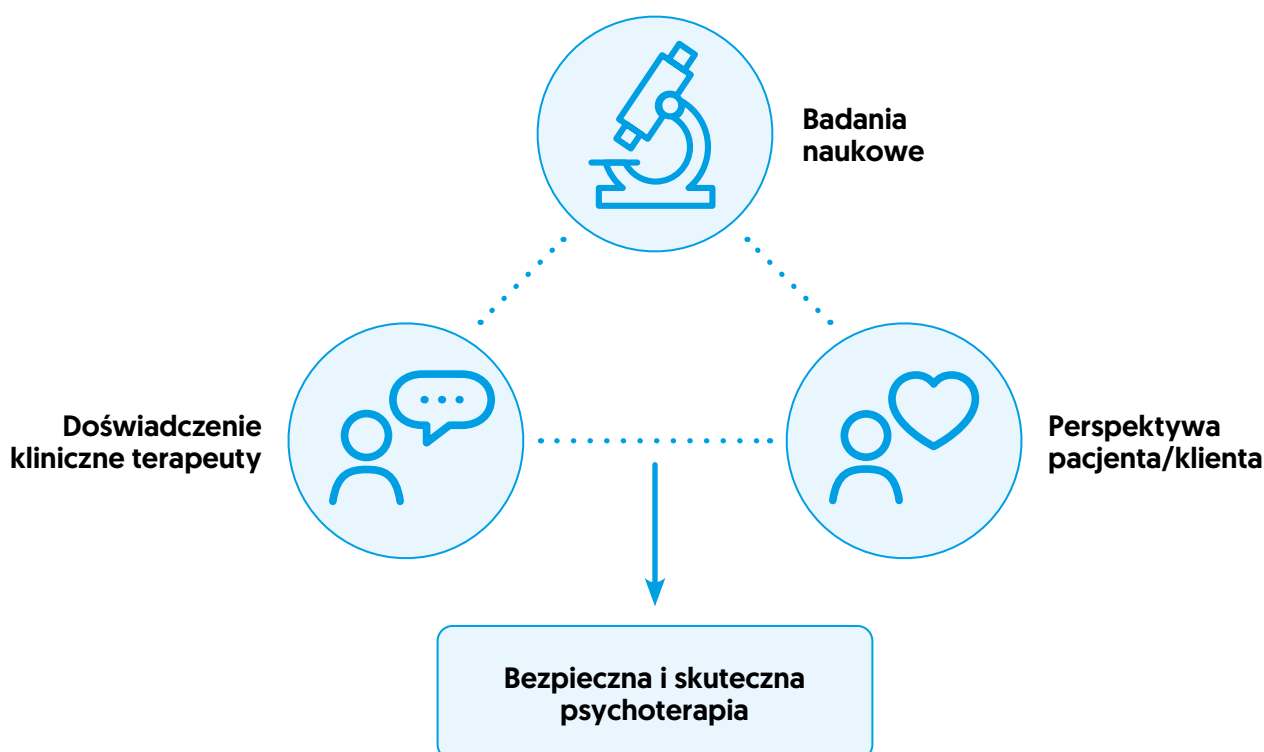 Badania
naukowe
Doświadczenie
kliniczne terapeuty
Perspektywa
pacjenta/klienta
Bezpieczna i skuteczna
psychoterapia